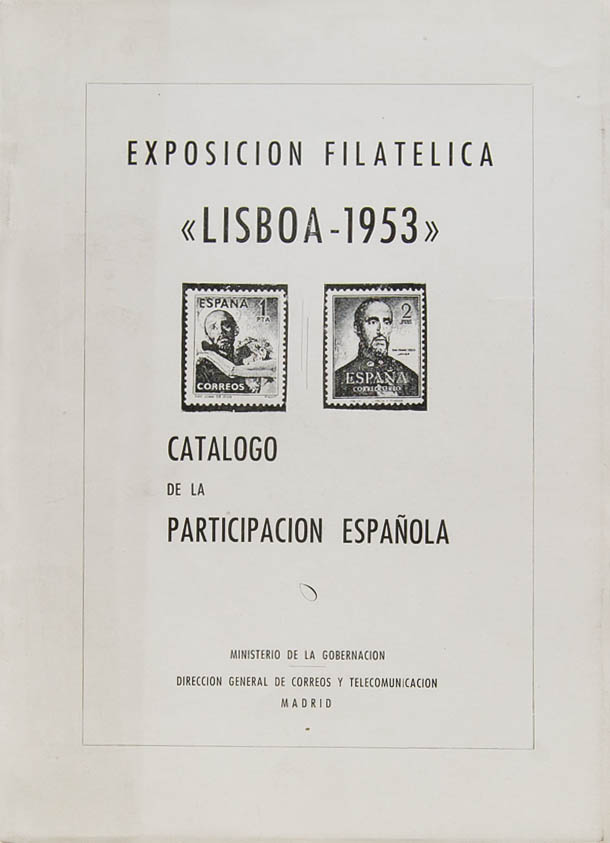 EXPOSICION FILATELICA
«LISBOA-1953»
ESPAÑA 1
PTA
CORREOS
2
ESPAÑA
CATALOGO
DE LA
PARTICIPACION ESPAÑOLA
MINISTERIO DE LA GOBERNACION
DIRECCION GENERAL DE CORREOS Y TELECOMUNICACION
MADRID